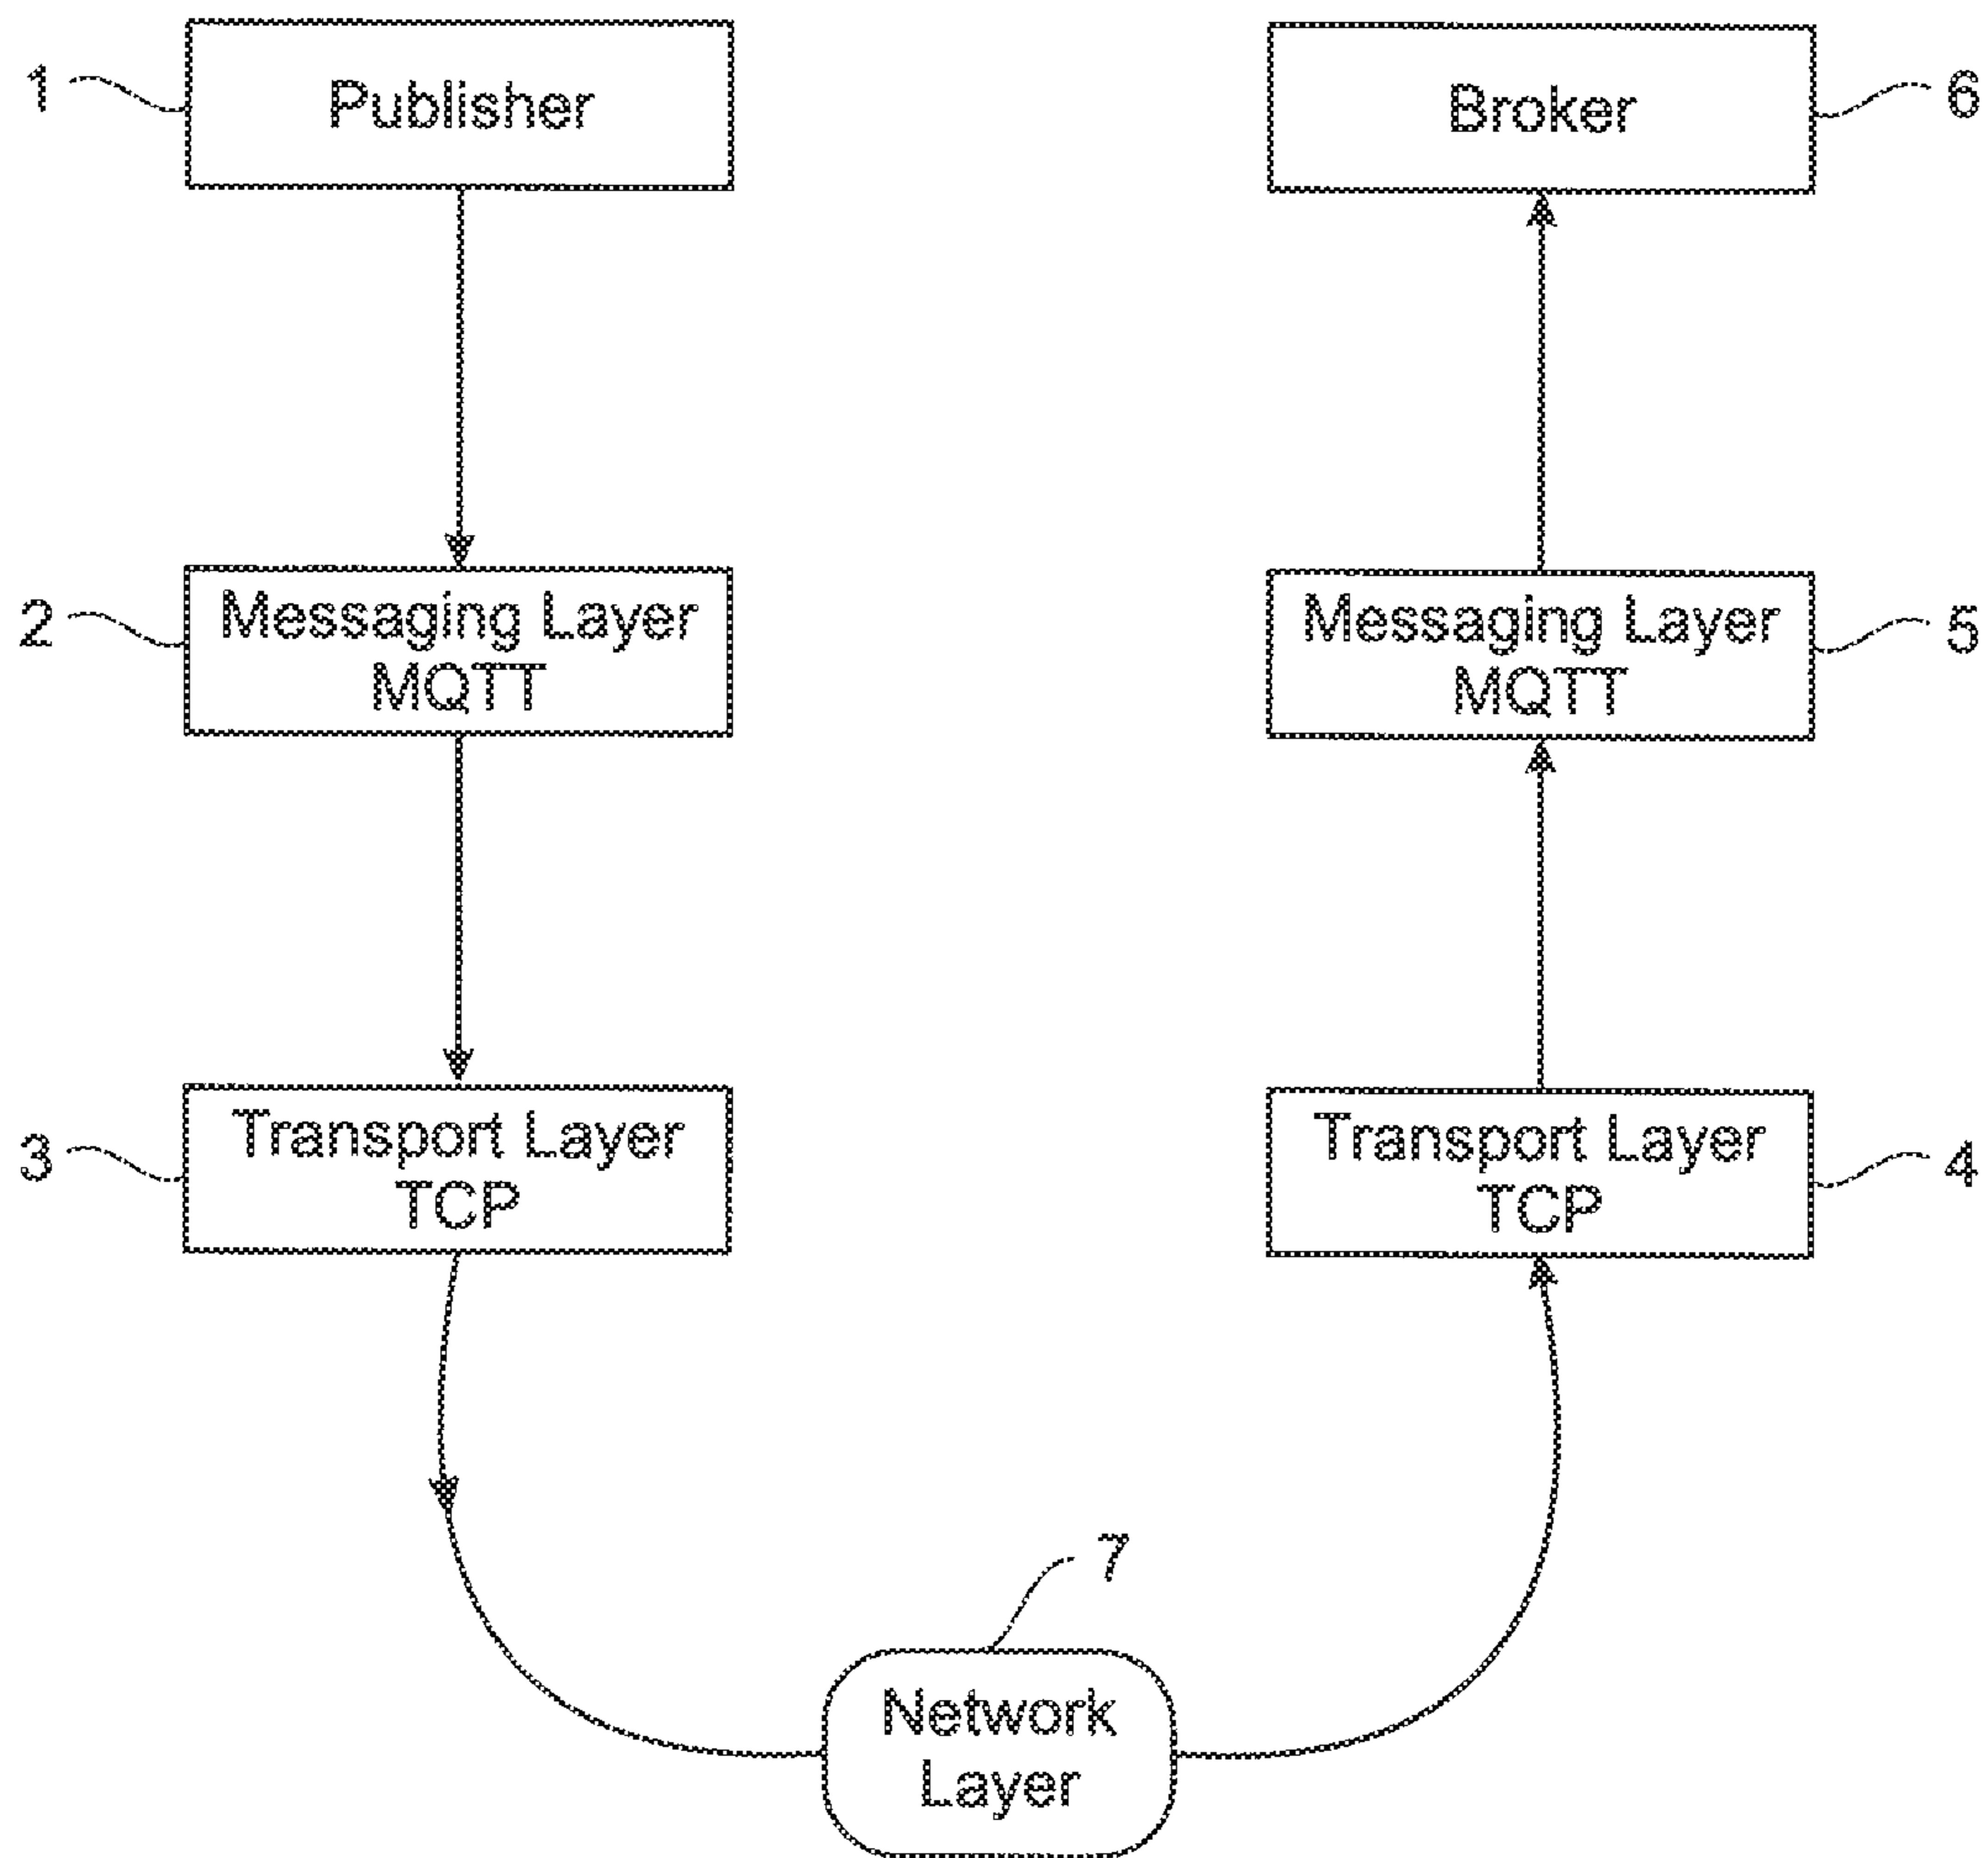 1
Publisher
Broker
6
2
Messaging Layer
MQTT
Messaging Layer
MQTT
5
3
Transport Layer
TCP
Transport Layer
TCP
4
7
Network
Layer